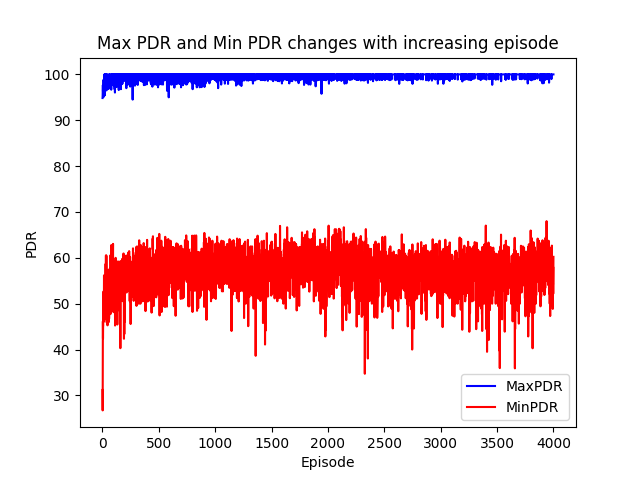 Max PDR and Min PDR changes with increasing episode
100
90
80
70
60
50
40
30
PDR
MaxPDR
MinPDR
0 500 1000 1500 2000 2500 3000 3500 4000
Episode